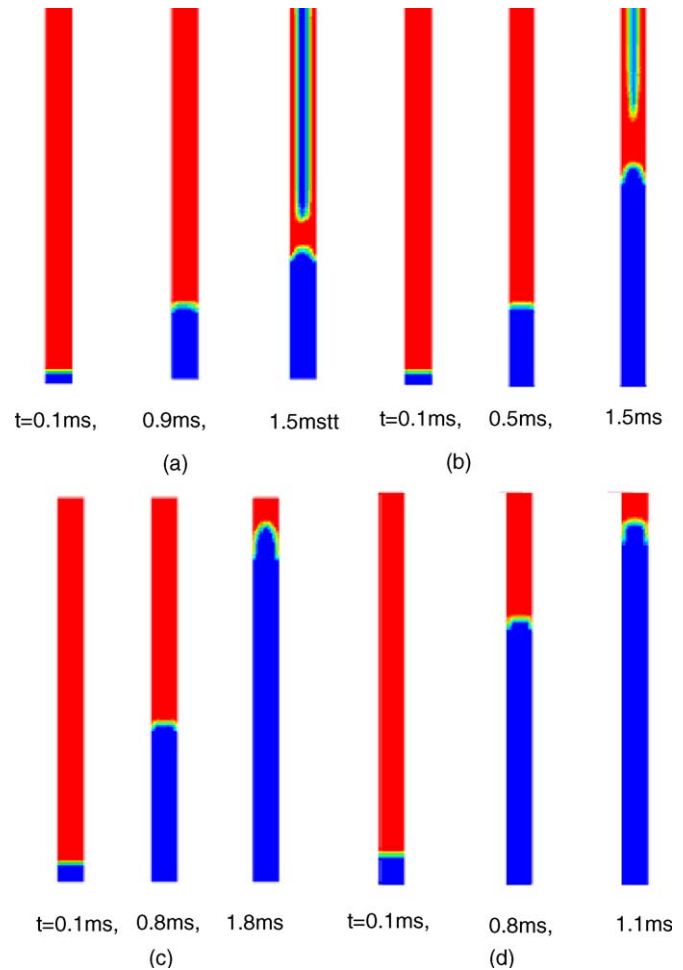 t=0.1ms, 0.9ms, 1.5mstt t=0.1ms, 0.5ms, 1.5ms
(a) (b)
t=0.1ms, 0.8ms, 1.8ms t=0.1ms, 0.8ms, 1.1ms
(c) (d)